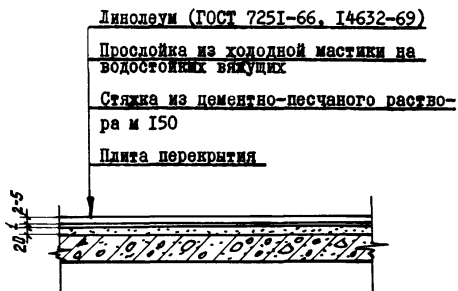 Линолеум (ГОСТ 7251-66, 14632-69)
Прослойка из холодной мастики на
водостойких вяжущих
Стяжка из цементно-песчаного раство-
ра м 150
Плита перекрытия
2-5
1
20